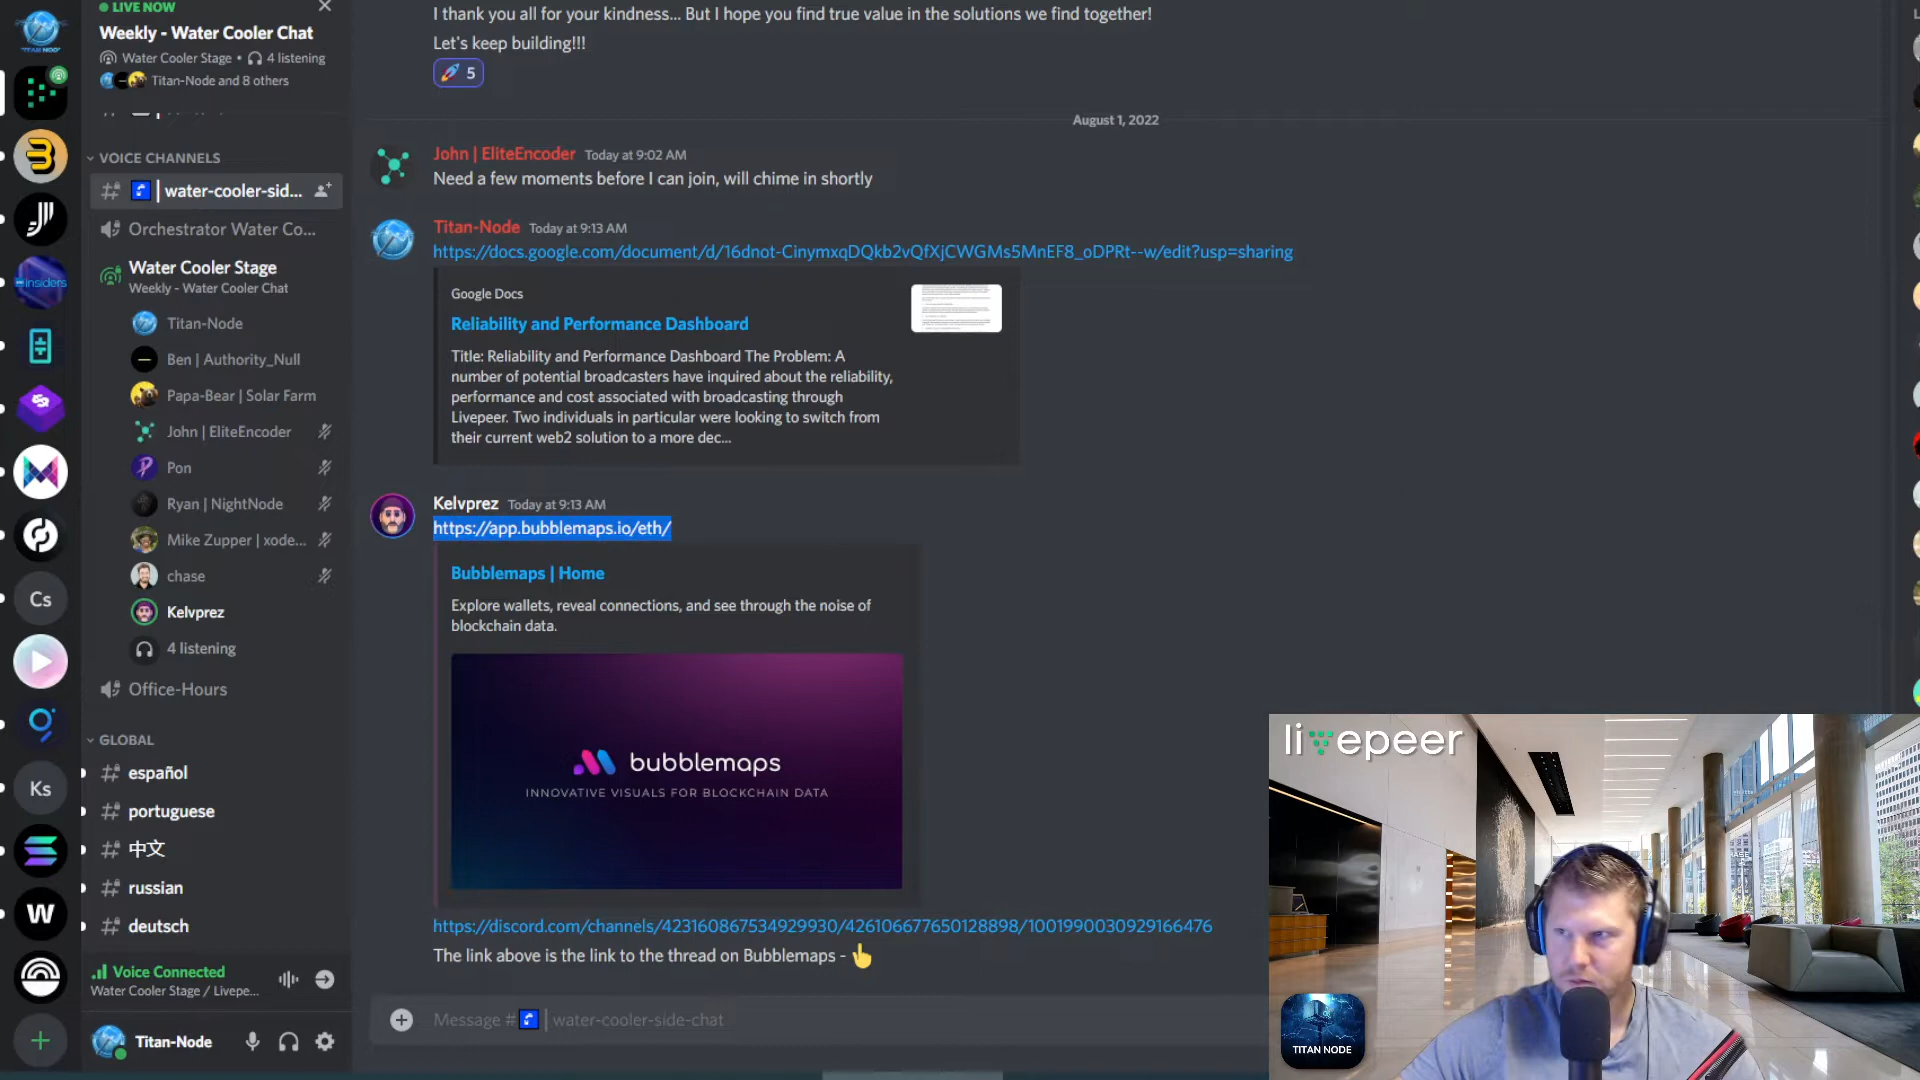 LIVE NOW
Weekly - Water Cooler Chat
Water Cooler Stage • 4 listening
Titan-Node and 8 others
VOICE CHANNELS
| water-cooler-sid...
Orchestrator Water Co...
Water Cooler Stage
Weekly - Water Cooler Chat
Titan-Node
Ben | Authority_Null
Papa-Bear | Solar Farm
John | EliteEncoder
Pon
Ryan | NightNode
Mike Zupper | xode...
chase
Kelvprez
4 listening
Office-Hours
GLOBAL
español
portuguese
中文
russian
deutsch
Voice Connected
Water Cooler Stage / Livepe...
Titan-Node
insiders
Cs
Ks
W
I thank you all for your kindness... But I hope you find true value in the solutions we find together!
Let's keep building!!!
5
August 1, 2022
John | EliteEncoder Today at 9:02 AM
Need a few moments before I can join, will chime in shortly
Titan-Node Today at 9:13 AM
https://docs.google.com/document/d/16dnot-CinymxqDQkb2vQfXjCWGMs5MnEF8_oDPRt--w/edit?usp=sharing
Google Docs
Reliability and Performance Dashboard
Title: Reliability and Performance Dashboard The Problem: A
number of potential broadcasters have inquired about the reliability,
performance and cost associated with broadcasting through
Livepeer. Two individuals in particular were looking to switch from
their current web2 solution to a more dec...
Kelvprez Today at 9:13 AM
https://app.bubblemaps.io/eth/
Bubblemaps | Home
Explore wallets, reveal connections, and see through the noise of
blockchain data.
bubblemaps
INNOVATIVE VISUALS FOR BLOCKCHAIN DATA
https://discord.com/channels/423160867534929930/426106677650128898/1001990030929166476
The link above is the link to the thread on Bubblemaps - 👆
Message # | water-cooler-side-chat
livepeer
TITAN NODE